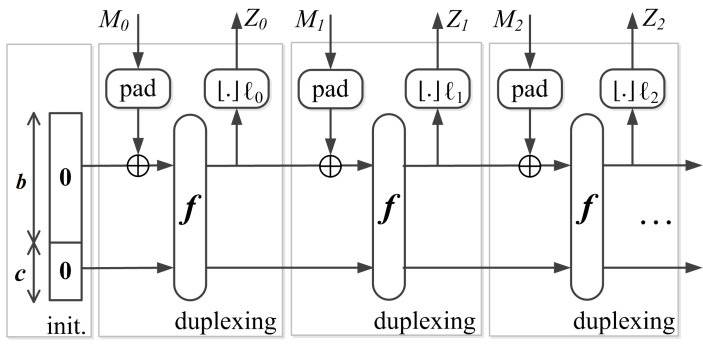 M0 Z0 M1 Z1 M2 Z2
pad ⌊.⌋ℓ0 pad ⌊.⌋ℓ1 pad ⌊.⌋ℓ2
b 0 f f f ...
c 0
init. duplexing duplexing duplexing